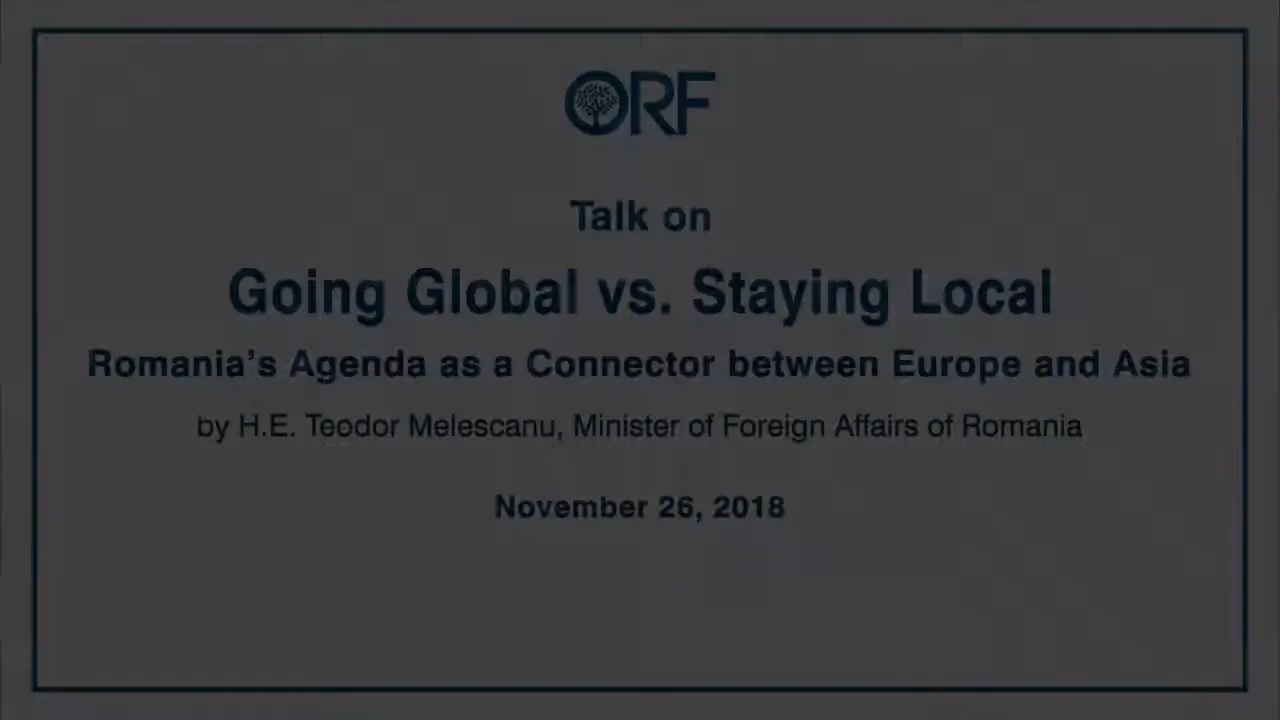 ORF
Talk on
Going Global vs. Staying Local
Romania's Agenda as a Connector between Europe and Asia
by H.E. Teodor Melescanu, Minister of Foreign Affairs of Romania
November 26, 2018